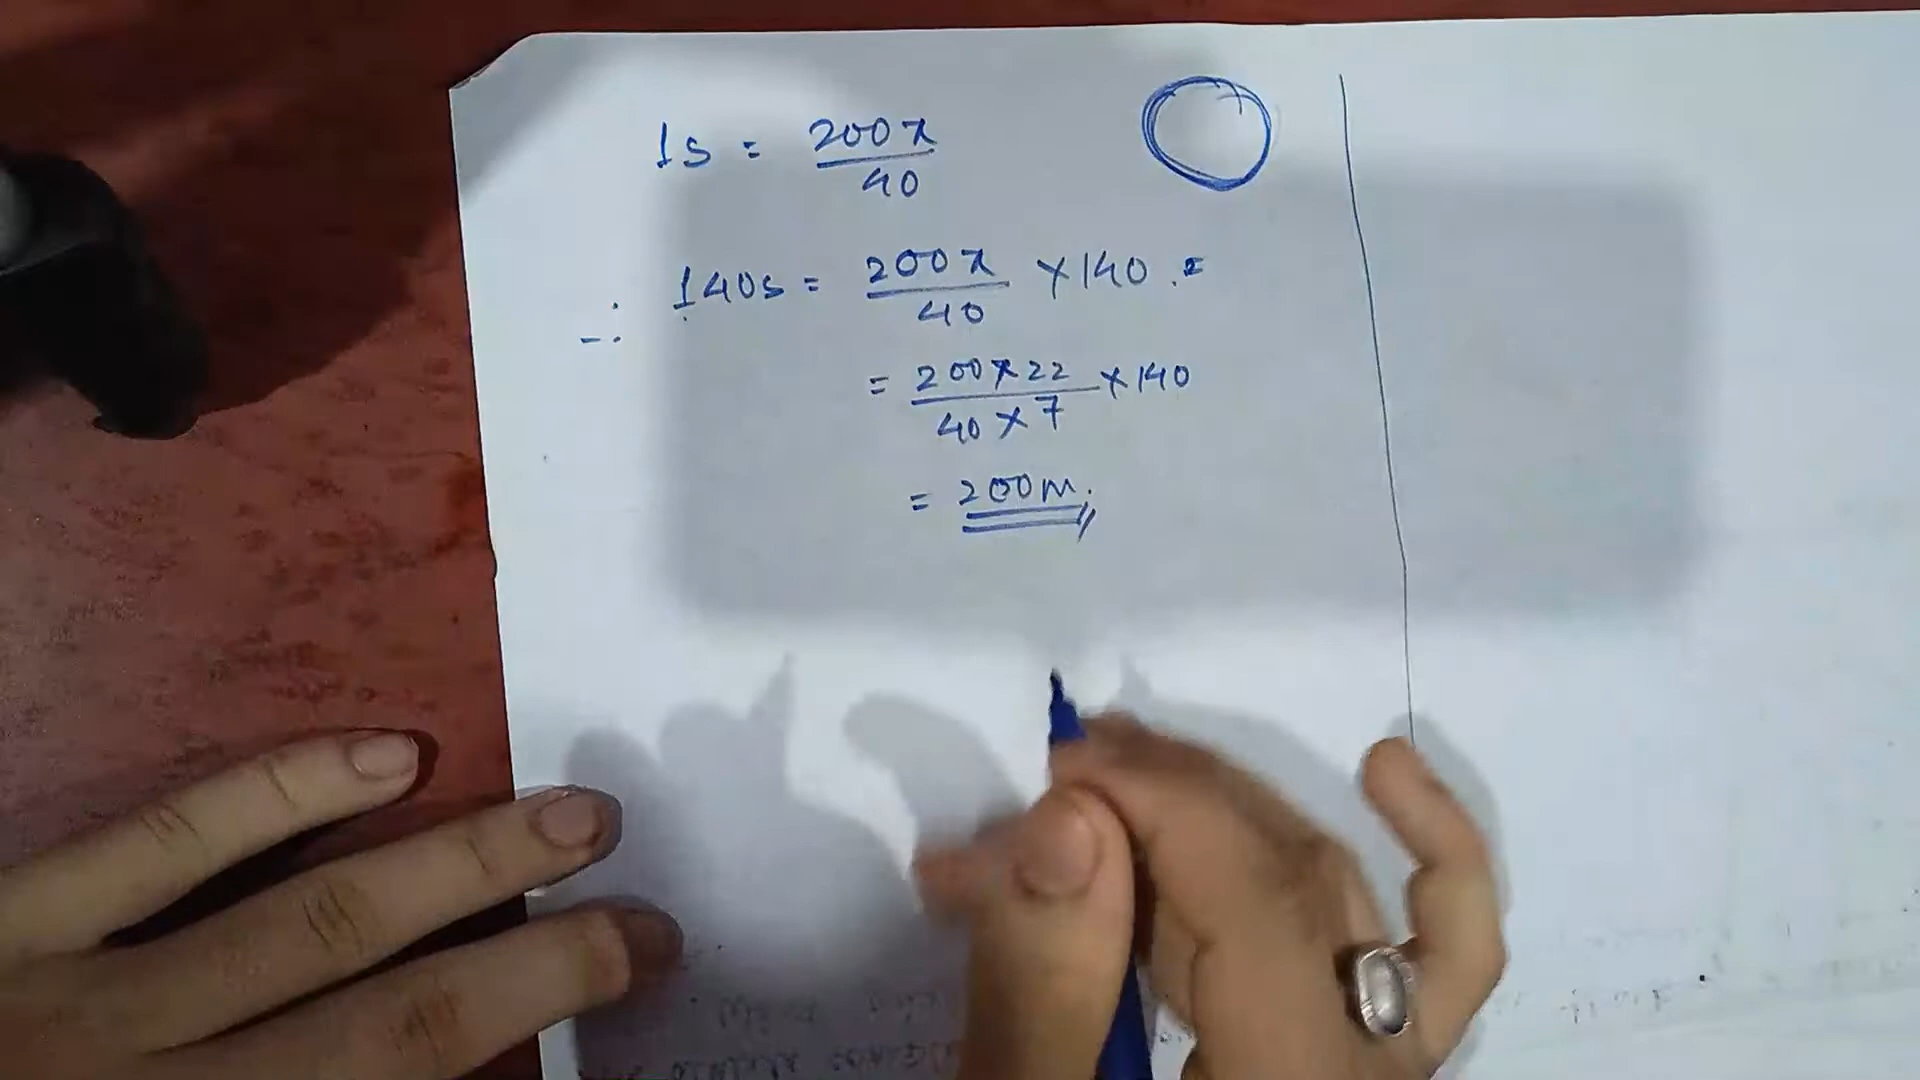 1s = 200π/40
∴ 140s = 200π/40 × 140 . =
= 200×22/40×7 × 140
= 200m.